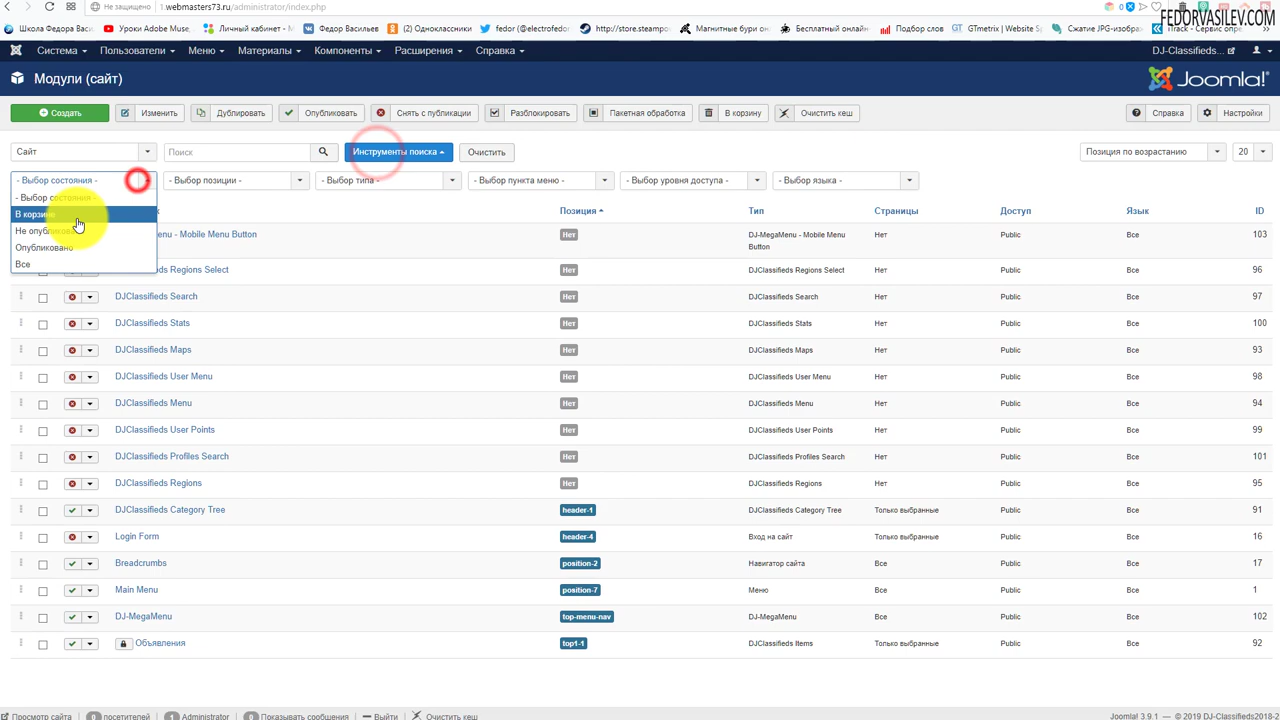 Не защищено 1.webmasters73.ru/administrator/index.php
FEDORVASILEV.COM
Школа Федора Васил Уроки Adobe Muse Личный кабинет - Федор Васильев Одноклассники fedor (@electrofedor) http://store.steampo Магнитные бури он Бесплатный онлайн Подбор слов GTmetrix | Website Sp Сжатие JPG-изображ
Система Пользователи Меню Материалы Компоненты Расширения Справка DJ-Classifieds...
Модули (сайт) Joomla!
Создать Изменить Дублировать Опубликовать Снять с публикации Разблокировать Пакетная обработка В корзину Очистить кеш Справка Настройки
Сайт Поиск Инструменты поиска Очистить Позиция по возрастанию 20
- Выбор состояния - - Выбор позиции - - Выбор типа - - Выбор пункта меню - - Выбор уровня доступа - - Выбор языка -
- Выбор состояния -
В корзине
Не опубликовано
Опубликовано
Все
Позиция Тип Страницы Доступ Язык ID
Menu - Mobile Menu Button Нет DJ-MegaMenu - Mobile Menu Button Нет Public Все 103
DJClassifieds Regions Select Нет DJClassifieds Regions Select Нет Public Все 96
DJClassifieds Search Нет DJClassifieds Search Нет Public Все 97
DJClassifieds Stats Нет DJClassifieds Stats Нет Public Все 100
DJClassifieds Maps Нет DJClassifieds Maps Нет Public Все 93
DJClassifieds User Menu Нет DJClassifieds User Menu Нет Public Все 98
DJClassifieds Menu Нет DJClassifieds Menu Нет Public Все 94
DJClassifieds User Points Нет DJClassifieds User Points Нет Public Все 99
DJClassifieds Profiles Search Нет DJClassifieds Profiles Search Нет Public Все 101
DJClassifieds Regions Нет DJClassifieds Regions Нет Public Все 95
DJClassifieds Category Tree header-1 DJClassifieds Category Tree Только выбранные Public Все 91
Login Form header-4 Вход на сайт Только выбранные Public Все 16
Breadcrumbs position-2 Навигатор сайта Все Public Все 17
Main Menu position-7 Меню Все Public Все 1
DJ-MegaMenu top-menu-nav DJ-MegaMenu Все Public Все 102
Объявления top1-1 DJClassifieds Items Только выбранные Public Все 92
Просмотр сайта 0 посетителей 1 Administrator 0 Показывать сообщения Выйти Очистить кеш Joomla! 3.9.1 — © 2019 DJ-Classifieds2018-2